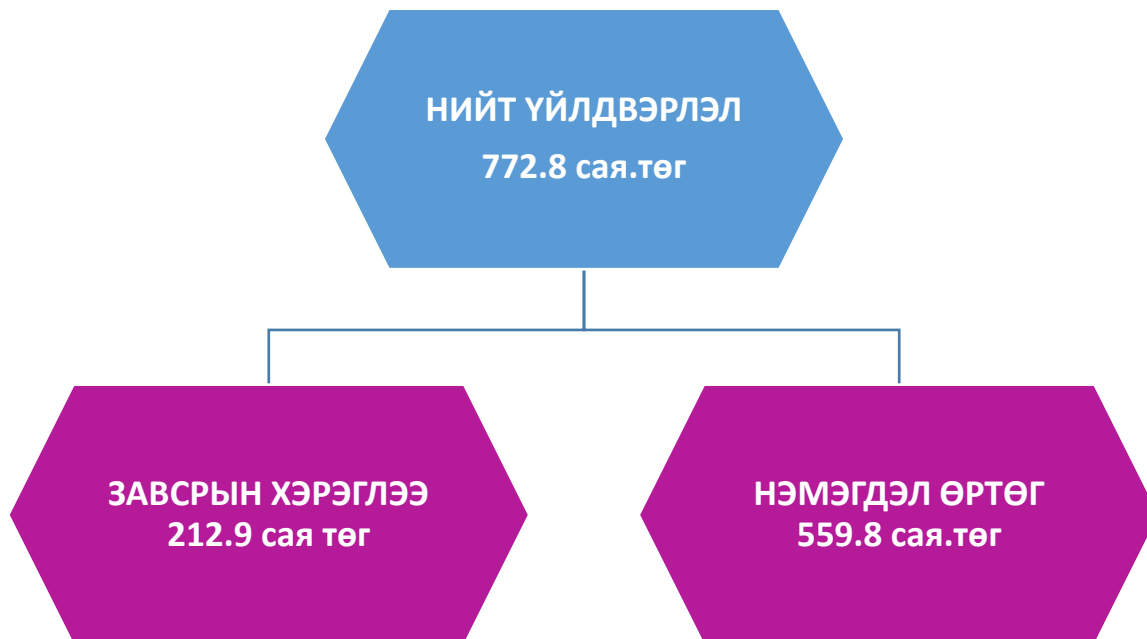 НИЙТ ҮЙЛДВЭРЛЭЛ
772.8 сая.төг
ЗАВСРЫН ХЭРЭГЛЭЭ
212.9 сая төг
НЭМЭГДЭЛ ӨРТӨГ
559.8 сая.төг